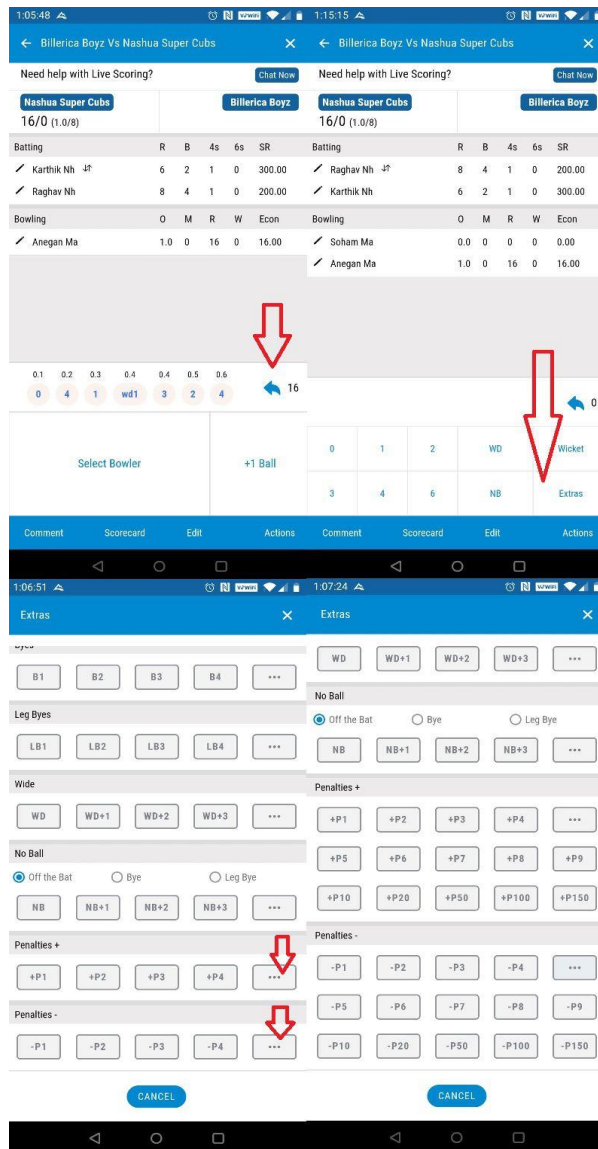 1:05:48
VzWIFI
Billerica Boyz Vs Nashua Super Cubs ×
Need help with Live Scoring? Chat Now
Nashua Super Cubs Billerica Boyz
16/0 (1.0/8)
Batting R B 4s 6s SR
Karthik Nh 6 2 1 0 300.00
Raghav Nh 8 4 1 0 200.00
Bowling O M R W Econ
Anegan Ma 1.0 0 16 0 16.00
0.1 0.2 0.3 0.4 0.4 0.5 0.6
0 4 1 wd1 3 2 4 16
Select Bowler +1 Ball
Comment Scorecard Edit Actions
1:15:15
VzWIFI
Billerica Boyz Vs Nashua Super Cubs ×
Need help with Live Scoring? Chat Now
Nashua Super Cubs Billerica Boyz
16/0 (1.0/8)
Batting R B 4s 6s SR
Raghav Nh 8 4 1 0 200.00
Karthik Nh 6 2 1 0 300.00
Bowling O M R W Econ
Soham Ma 0.0 0 0 0 0.00
Anegan Ma 1.0 0 16 0 16.00
0
0 1 2 WD Wicket
3 4 6 NB Extras
Comment Scorecard Edit Actions
1:06:51
VzWIFI
Extras ×
Byes
B1 B2 B3 B4 ...
Leg Byes
LB1 LB2 LB3 LB4 ...
Wide
WD WD+1 WD+2 WD+3 ...
No Ball
Off the Bat Bye Leg Bye
NB NB+1 NB+2 NB+3 ...
Penalties +
+P1 +P2 +P3 +P4 ...
Penalties -
-P1 -P2 -P3 -P4 ...
CANCEL
1:07:24
VzWIFI
Extras ×
WD WD+1 WD+2 WD+3 ...
No Ball
Off the Bat Bye Leg Bye
NB NB+1 NB+2 NB+3 ...
Penalties +
+P1 +P2 +P3 +P4 ...
+P5 +P6 +P7 +P8 +P9
+P10 +P20 +P50 +P100 +P150
Penalties -
-P1 -P2 -P3 -P4 ...
-P5 -P6 -P7 -P8 -P9
-P10 -P20 -P50 -P100 -P150
CANCEL